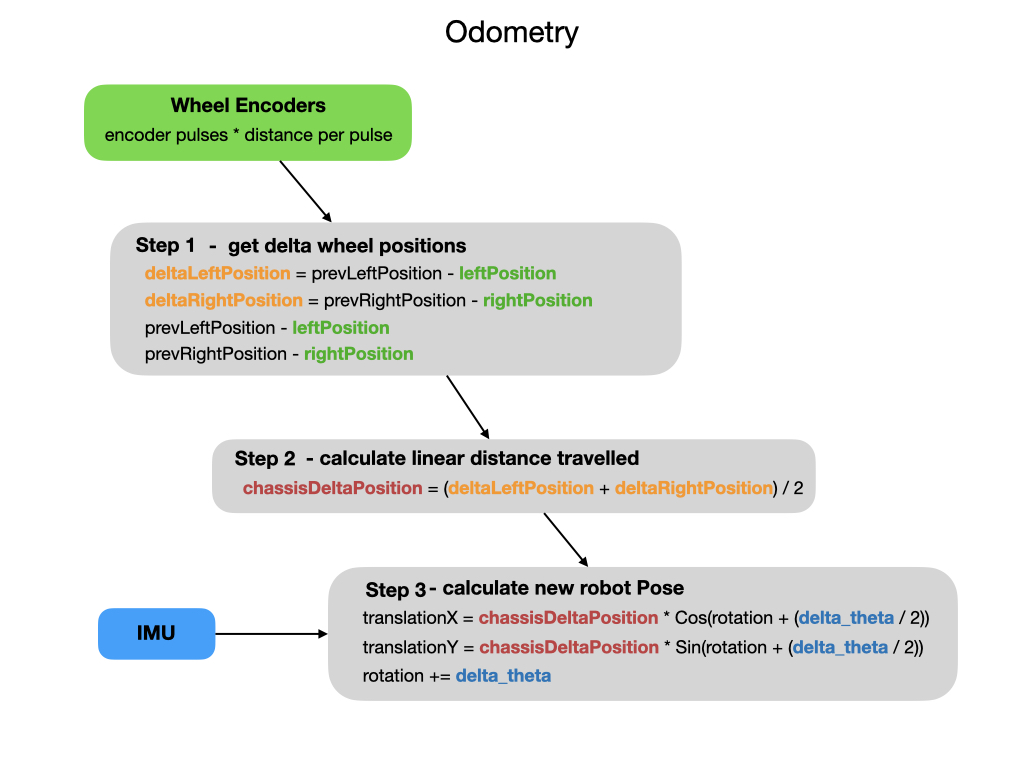 Odometry
Wheel Encoders
encoder pulses * distance per pulse
Step 1 - get delta wheel positions
deltaLeftPosition = prevLeftPosition - leftPosition
deltaRightPosition = prevRightPosition - rightPosition
prevLeftPosition - leftPosition
prevRightPosition - rightPosition
Step 2 - calculate linear distance travelled
chassisDeltaPosition = (deltaLeftPosition + deltaRightPosition) / 2
Step 3 - calculate new robot Pose
translationX = chassisDeltaPosition * Cos(rotation + (delta_theta / 2))
translationY = chassisDeltaPosition * Sin(rotation + (delta_theta / 2))
rotation += delta_theta
IMU